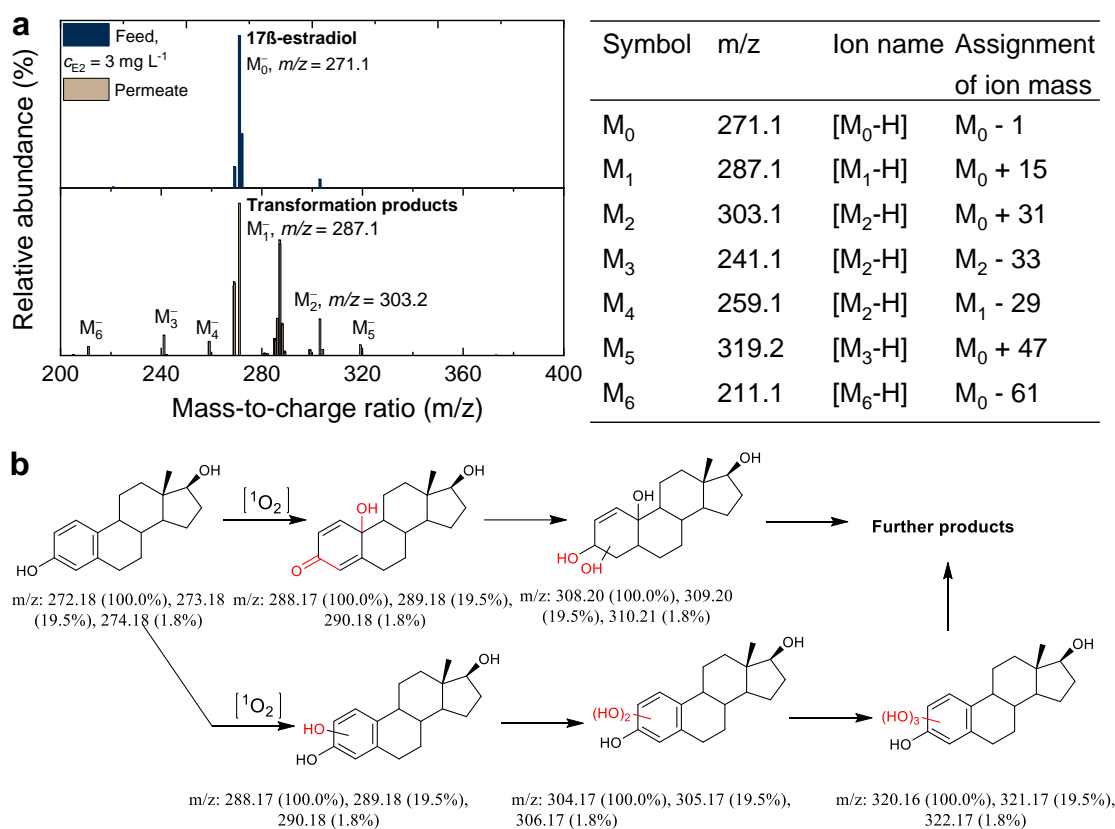 a
Feed,
cE2 = 3 mg L-1
Permeate
17ß-estradiol
M0-, m/z = 271.1
Transformation products
M1-, m/z = 287.1
M2-, m/z = 303.2
M3-
M4-
M5-
M6-
Relative abundance (%)
200 240 280 320 360 400
Mass-to-charge ratio (m/z)
Symbol m/z Ion name Assignment
of ion mass
M0 271.1 [M0-H] M0 - 1
M1 287.1 [M1-H] M0 + 15
M2 303.1 [M2-H] M0 + 31
M3 241.1 [M2-H] M2 - 33
M4 259.1 [M2-H] M1 - 29
M5 319.2 [M3-H] M0 + 47
M6 211.1 [M6-H] M0 - 61
b
OH
HO
[1O2]
OH
OH
O
OH
OH
HO
OH
Further products
m/z: 272.18 (100.0%), 273.18
(19.5%), 274.18 (1.8%)
m/z: 288.17 (100.0%), 289.18 (19.5%),
290.18 (1.8%)
m/z: 308.20 (100.0%), 309.20
(19.5%), 310.21 (1.8%)
[1O2]
OH
HO
HO
OH
(HO)2
HO
OH
(HO)3
HO
m/z: 288.17 (100.0%), 289.18 (19.5%),
290.18 (1.8%)
m/z: 304.17 (100.0%), 305.17 (19.5%),
306.17 (1.8%)
m/z: 320.16 (100.0%), 321.17 (19.5%),
322.17 (1.8%)